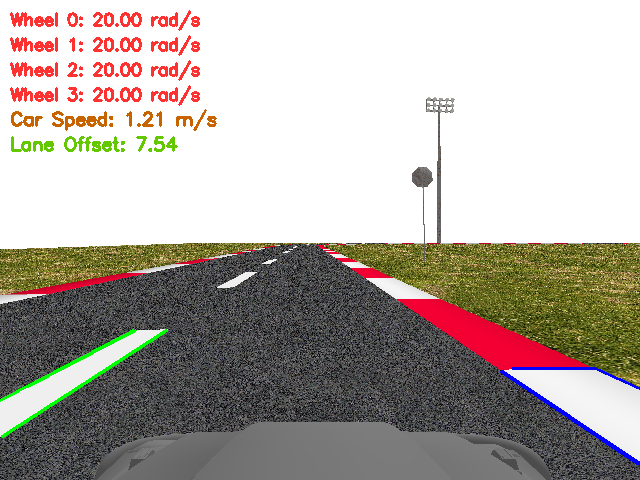 Wheel 0: 20.00 rad/s
Wheel 1: 20.00 rad/s
Wheel 2: 20.00 rad/s
Wheel 3: 20.00 rad/s
Car Speed: 1.21 m/s
Lane Offset: 7.54